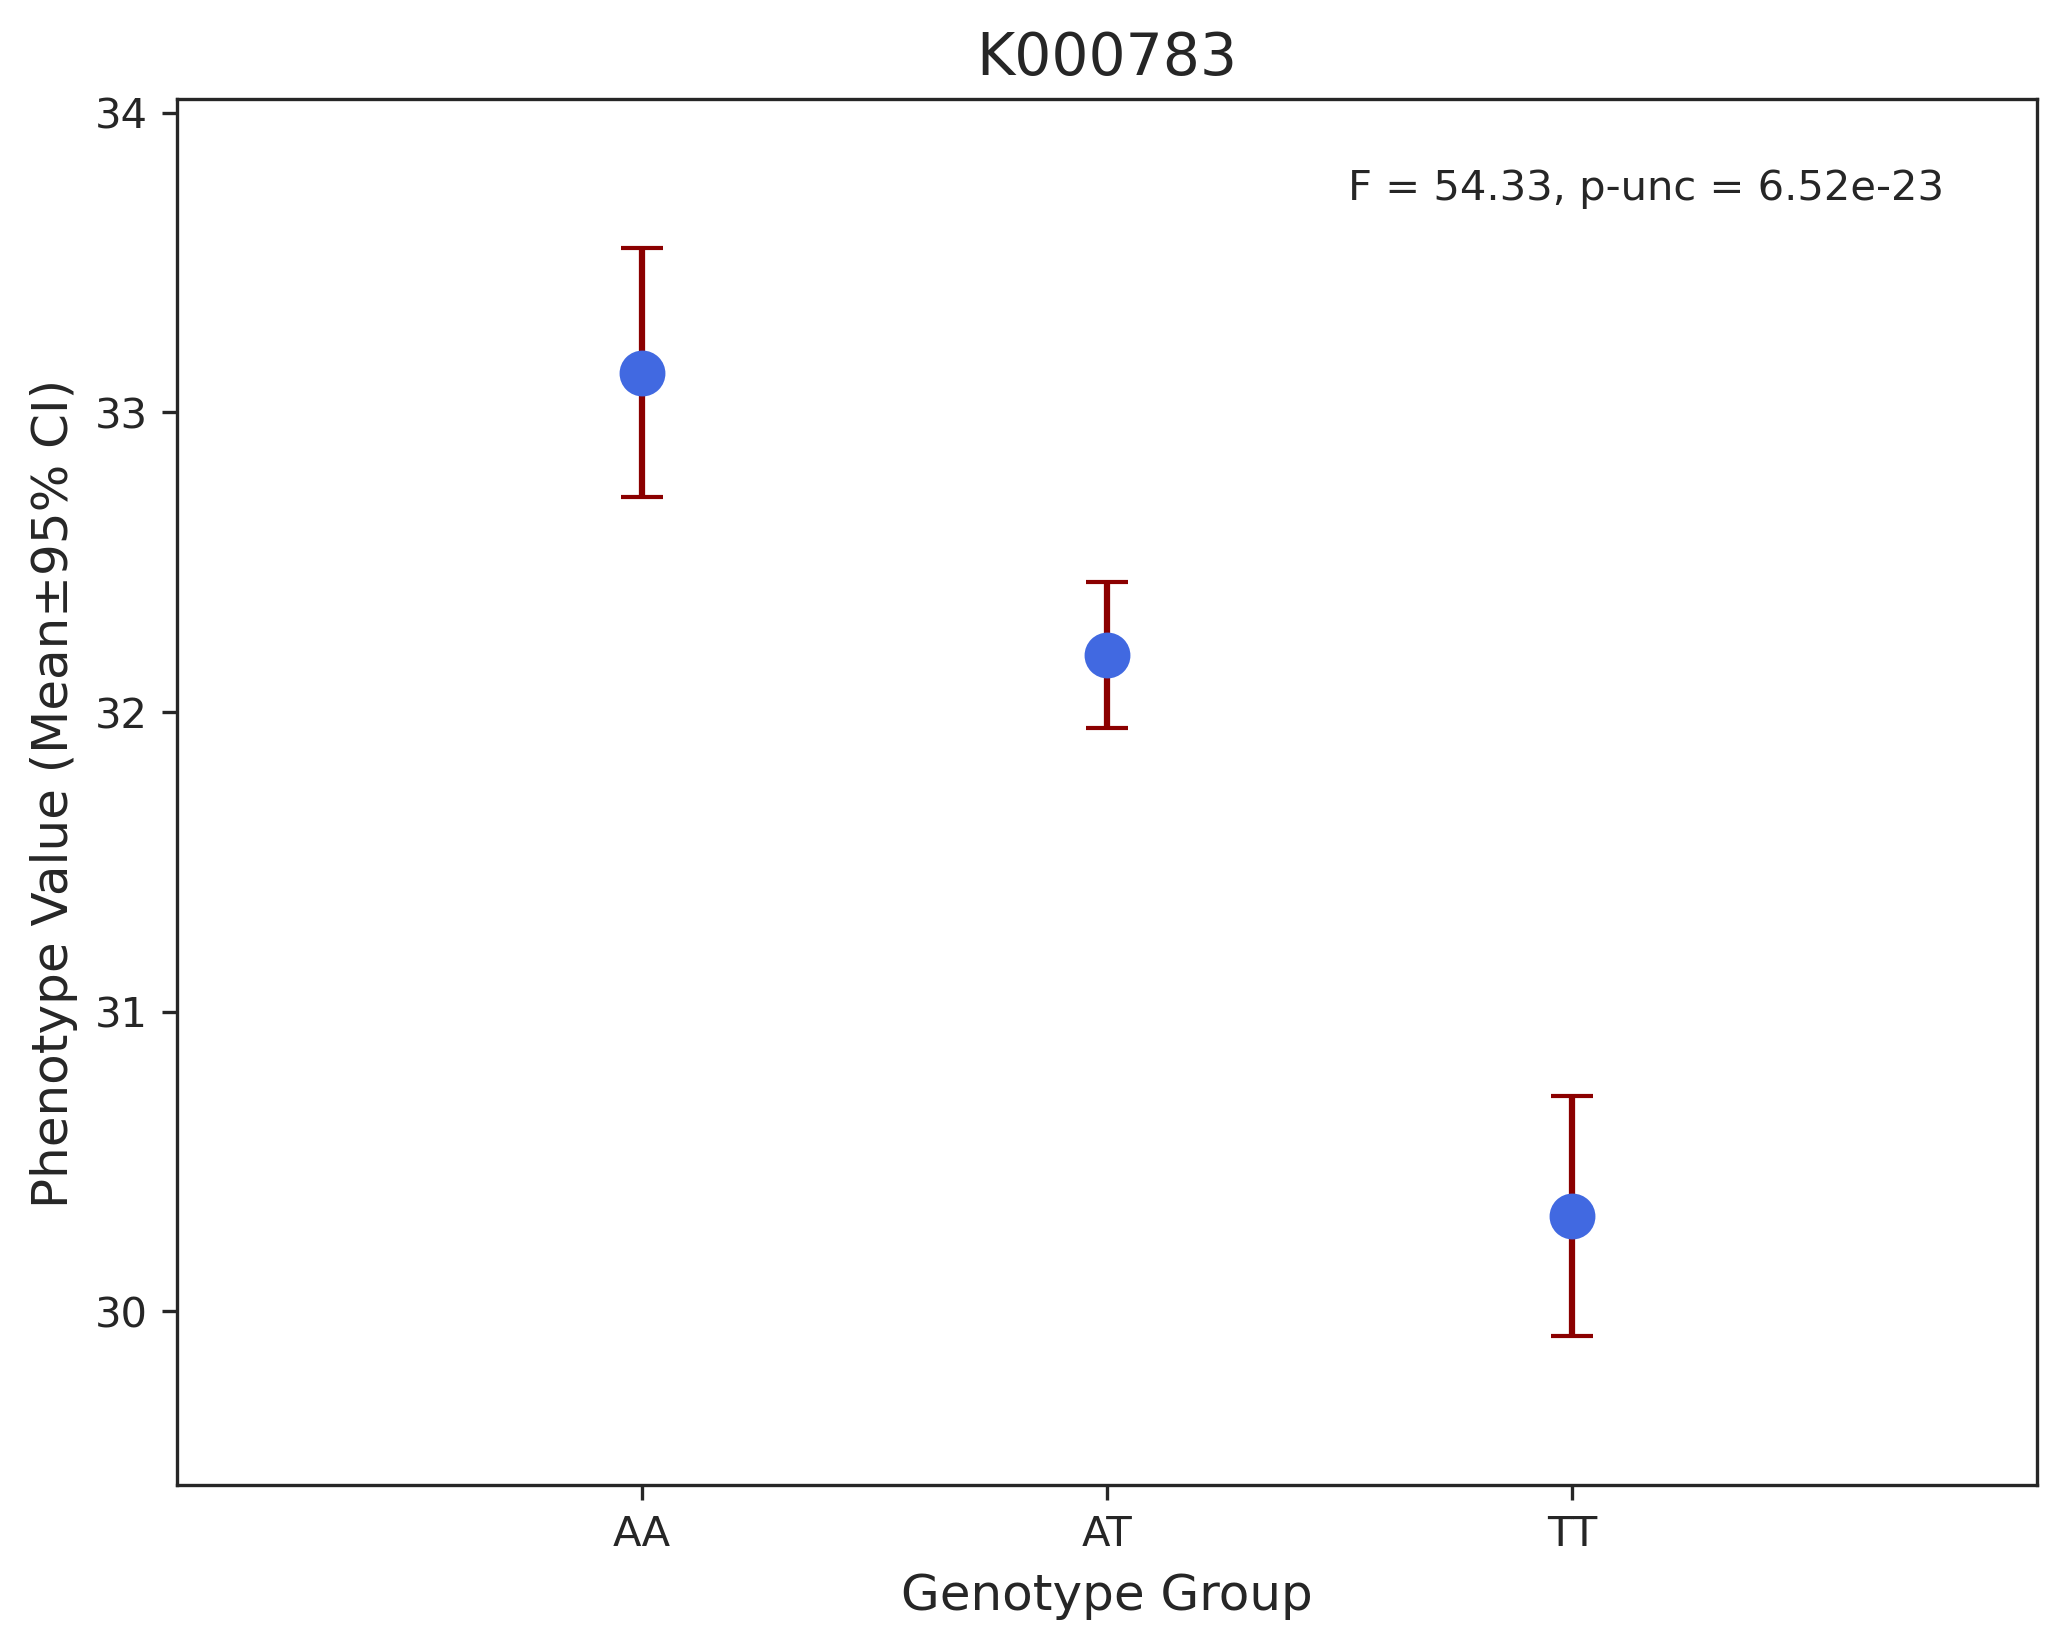 K000783
F = 54.33, p-unc = 6.52e-23
Phenotype Value (Mean±95% CI)
34
33
32
31
30
AA AT TT
Genotype Group